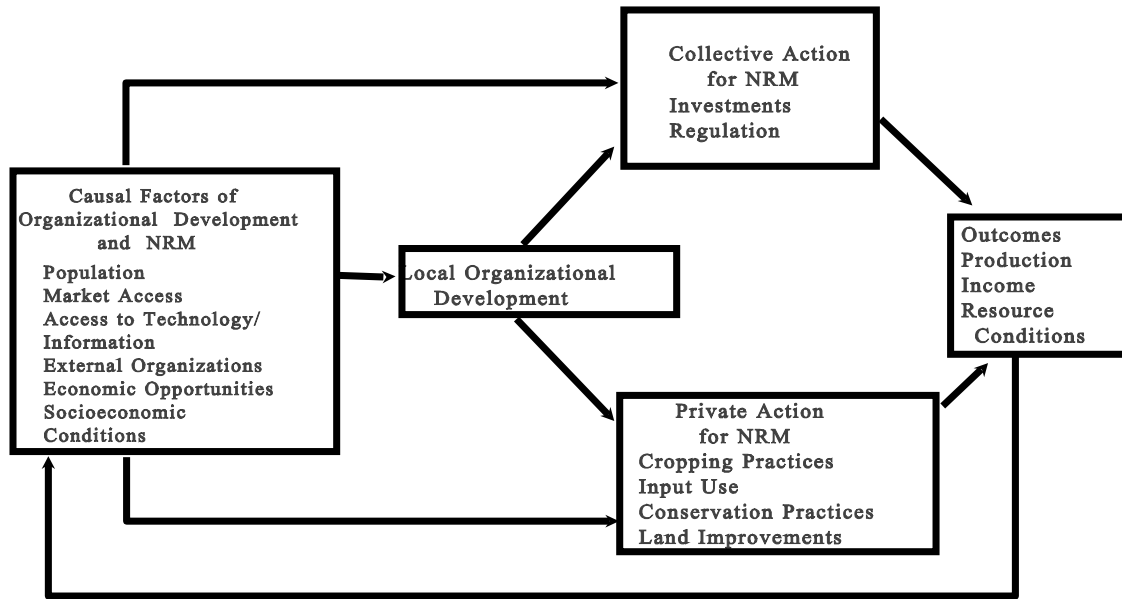 Collective Action
for NRM
Investments
Regulation
Causal Factors of
Organizational Development
and NRM
Population
Market Access
Access to Technology/
Information
External Organizations
Economic Opportunities
Socioeconomic
Conditions
Local Organizational
Development
Outcomes
Production
Income
Resource
Conditions
Private Action
for NRM
Cropping Practices
Input Use
Conservation Practices
Land Improvements